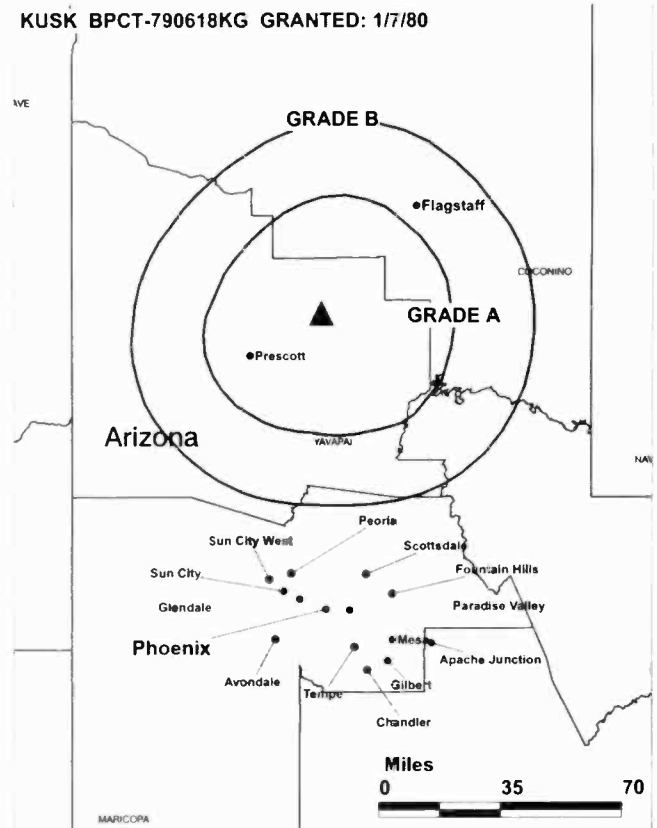 KUSK BPCT-790618KG GRANTED: 1/7/80
AVE
GRADE B
Flagstaff
COCONINO
GRADE A
Prescott
Arizona
YAVAPAI
NAV
Peoria
Sun City West
Scottsdale
Sun City
Fountain Hills
Glendale
Paradise Valley
Phoenix
Mesa
Apache Junction
Avondale
Tempe
Gilbert
Chandler
Miles
0 35 70
MARICOPA